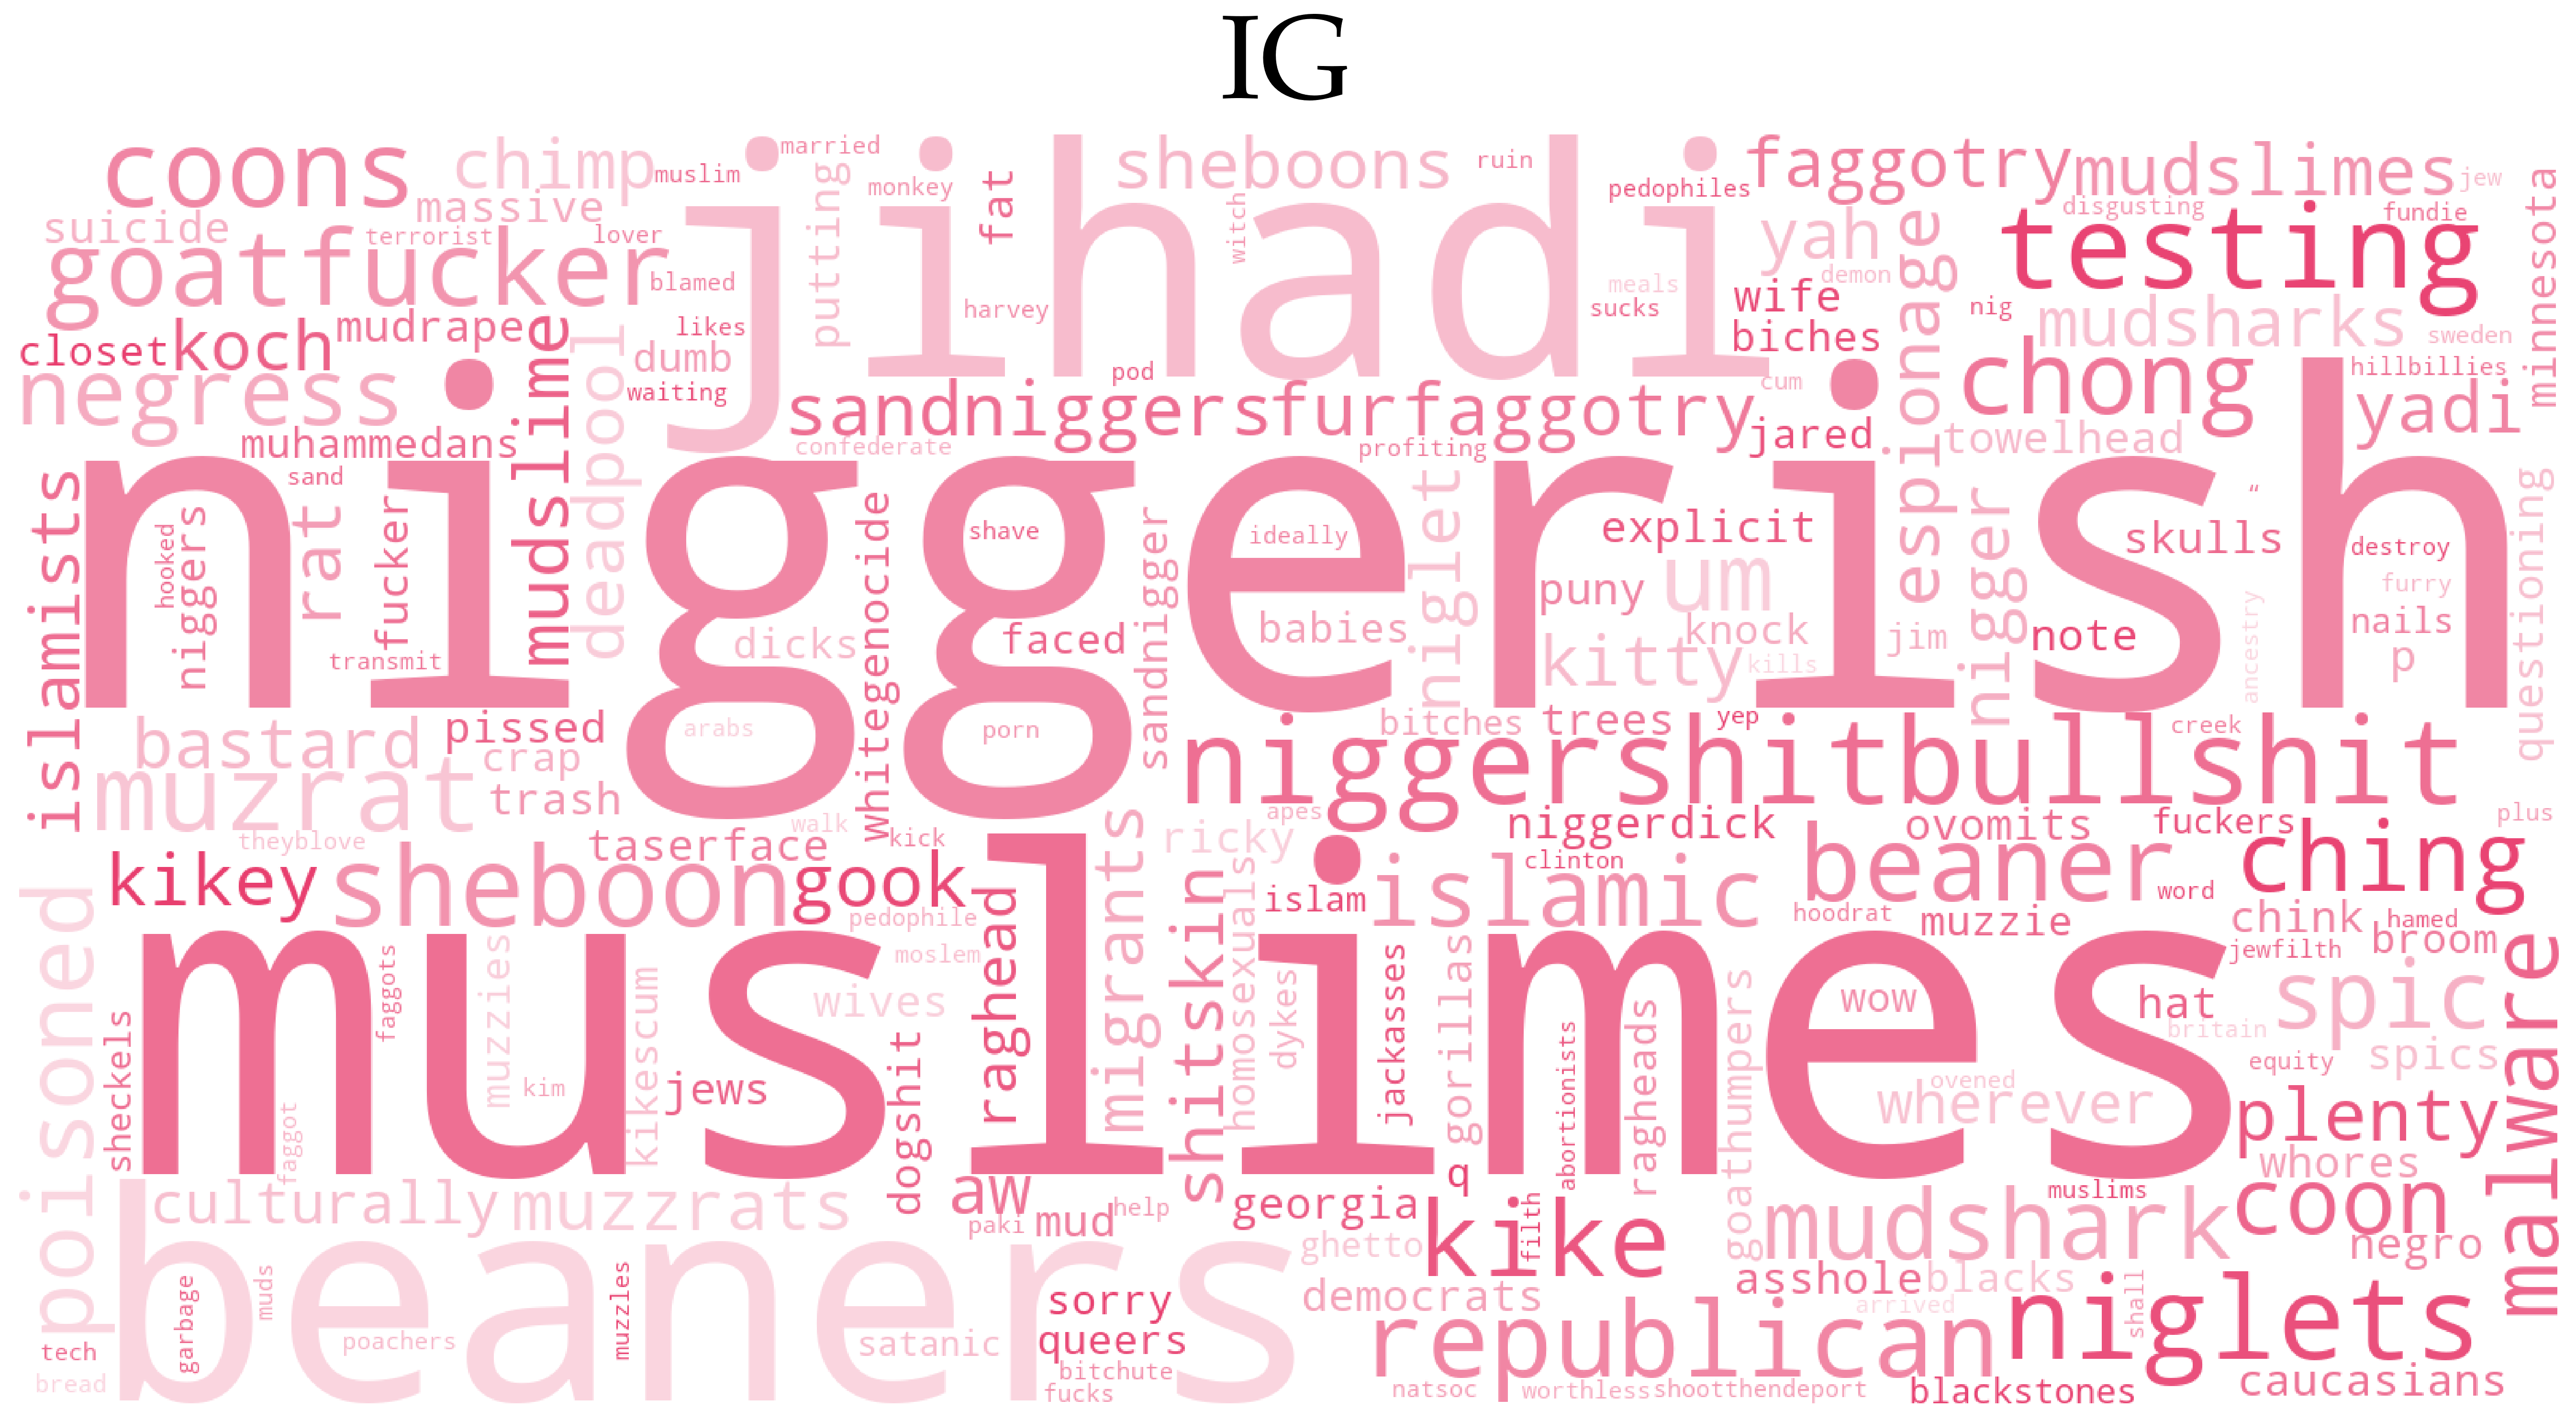 IG
coons
chimp
muslim
married
monkey
putting
jihadi
fat
sheboons
witch
ruin
pedophiles
faggotry
mudslimes
jew
suicide
massive
terrorist
lover
goatfucker
blamed
harvey
meals
sucks
yah
demon
wife
biches
espionage
disgusting
fundie
testing
nig
mudsharks
sweden
minnesota
closet
koch
mudrape
likes
dumb
waiting
negress
mudslime
deadpool
pod
cum
chong
hillbillies
yadi
sandniggers
furfaggotry
jared
muhammedans
confederate
profiting
towelhead
islamists
sand
niggerish
hooked
niggers
rat
fucker
transmit
whitegenocide
shave
ideally
niglet
explicit
nigger
skulls
“
destroy
furry
questioning
puny
um
dicks
faced
sandnigger
babies
kitty
knock
kills
jim
note
ancestry
nails
p
bastard
pissed
crap
arabs
porn
bitches
trees
yep
creek
muzrat
trash
niggershitbullshit
theyblove
taserface
walk
kick
migrants
ricky
apes
niggerdick
ovomits
fuckers
plus
kikey
sheboon
gook
clinton
islamic
beaner
word
ching
poisoned
pedophile
raghead
shitskin
homosexuals
islam
hoodrat
muzzie
chink
hamed
jewfilth
broom
muslimes
faggots
muzzies
moslem
wives
dykes
jackasses
gorillas
wow
hat
spic
malware
sheckels
faggot
kim
kikescum
jews
dogshit
abortionists
ragheads
goathumpers
britain
equity
spics
ovened
wherever
plenty
whores
culturally
muzzrats
aw
paki
mud
help
georgia
q
filth
kike
mudshark
muslims
coon
negro
beaners
garbage
muds
poachers
muzzles
satanic
ghetto
democrats
asshole
blacks
arrived
shall
niglets
sorry
queers
bitchute
fucks
republican
tech
bread
natsoc
worthless
shootthendeport
blackstones
caucasians